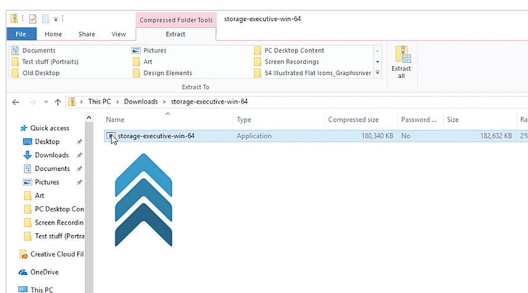 Compressed Folder Tools storage-executive-win-64
File Home Share View Extract
Documents Pictures PC Desktop Content
Test stuff (Portraits) Art Screen Recordings
Old Desktop Design Elements 54 Illustrated Flat Icons_Graphicriver
Extract all
Extract To
This PC > Downloads > storage-executive-win-64
Name Type Compressed size Password ... Size Ra
Quick access
storage-executive-win-64 Application 180,340 KB No 182,632 KB 2%
Desktop
Downloads
Documents
Pictures
Art
PC Desktop Con
Screen Recordin
Test stuff (Portra
Creative Cloud Fil
OneDrive
This PC